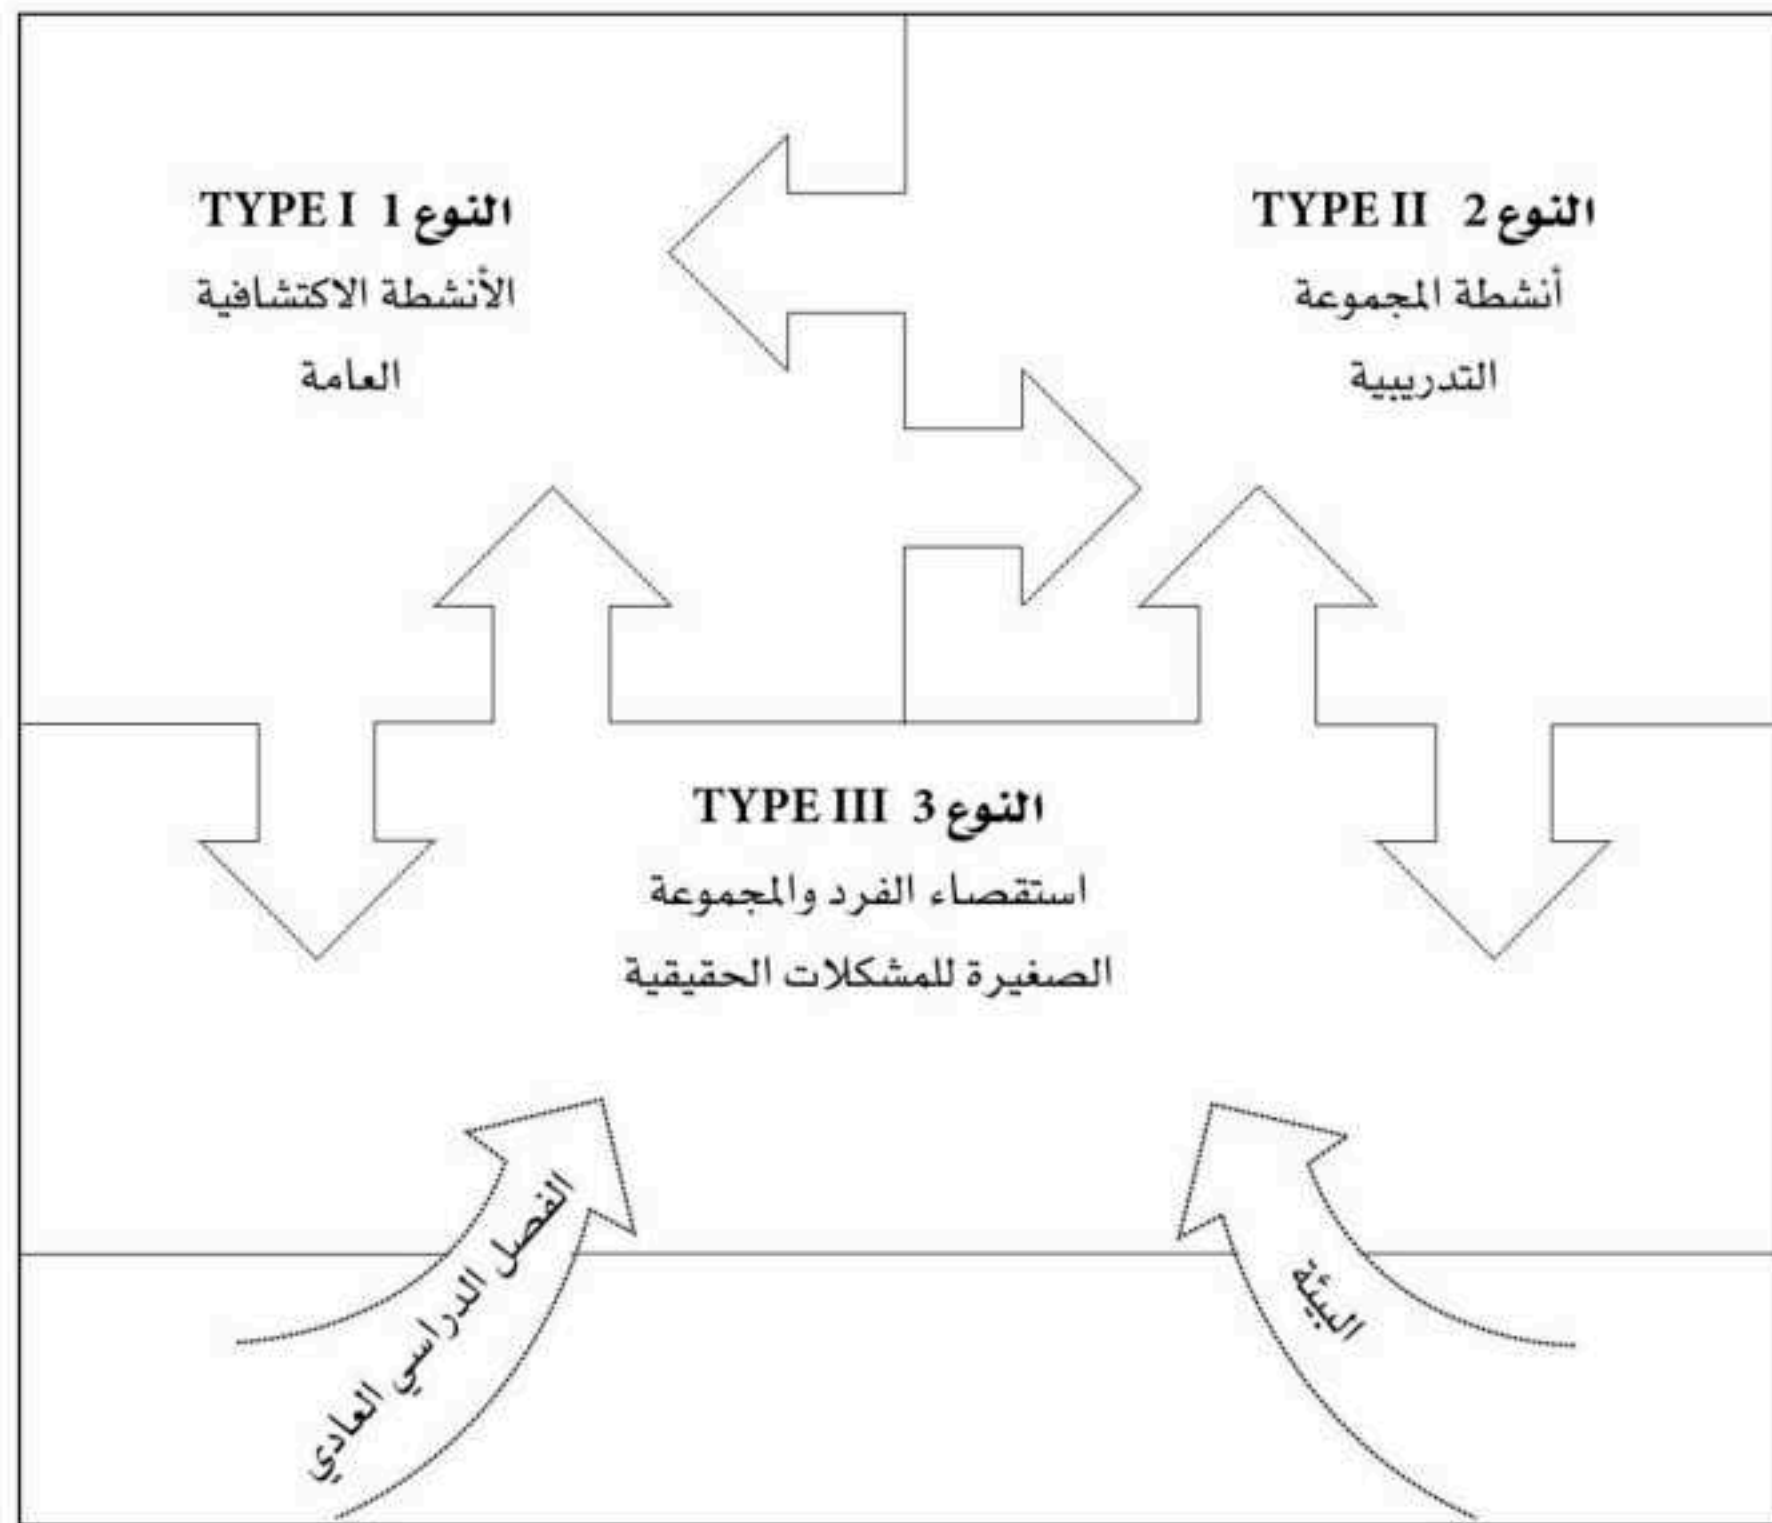 النوع 1 TYPE I
الأنشطة الاكتشافية
العامة
النوع 2 TYPE II
أنشطة المجموعة
التدريبية
النوع 3 TYPE III
استقصاء الفرد والمجموعة
الصغيرة للمشكلات الحقيقية
الفصل الدراسي العادي
البيئة